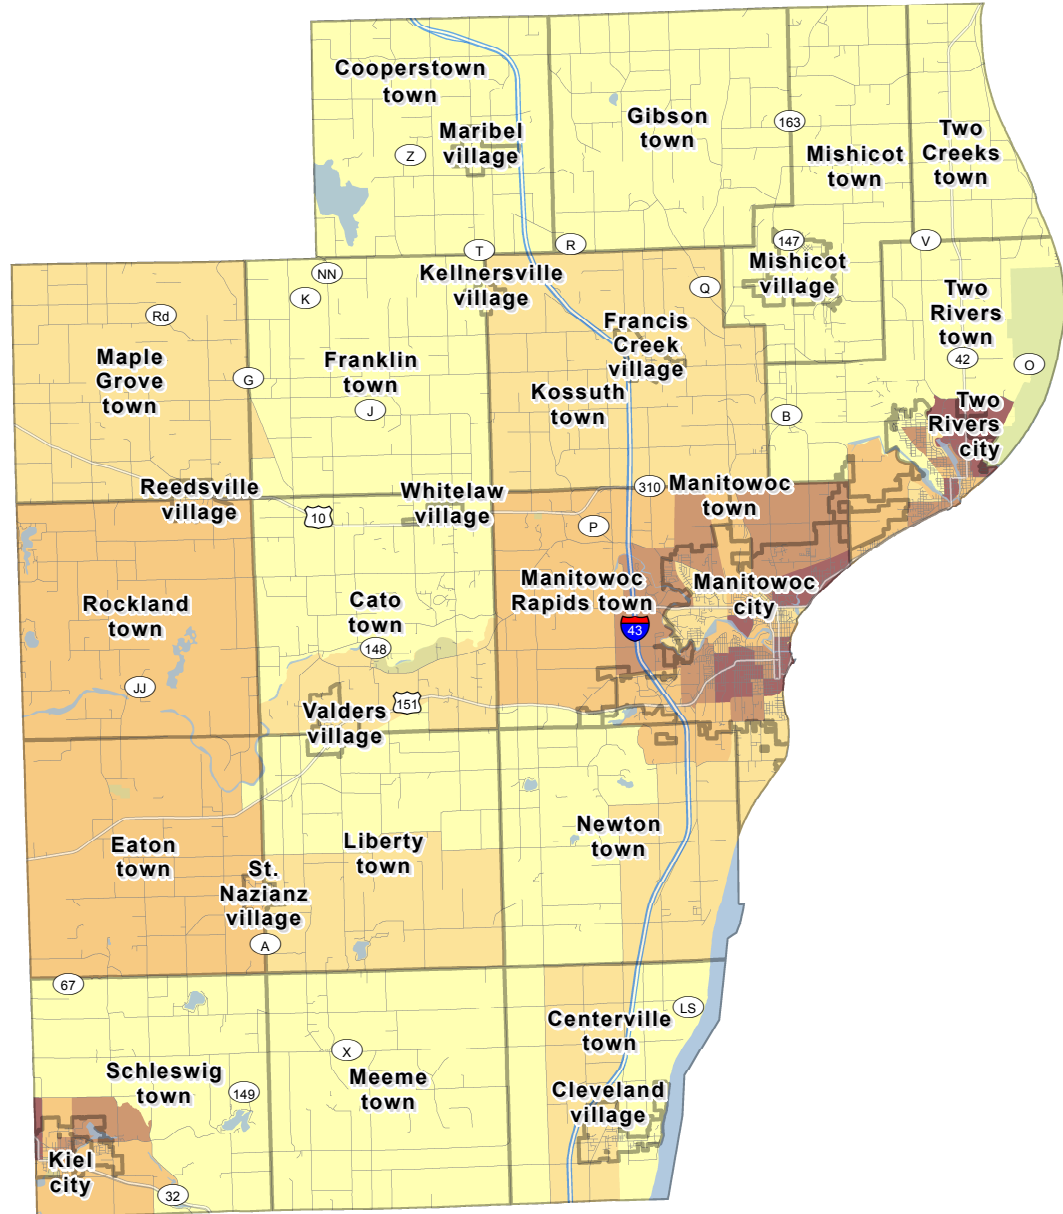 Cooperstown
town
Maribel
village
Z
Gibson
town
163
Mishicot
town
Two
Creeks
town
T
R
147
V
NN
K
Kellnersville
village
Q
Mishicot
village
Rd
Two
Rivers
town
42
O
Maple
Grove
town
G
Franklin
town
J
Francis
Creek
village
Kossuth
town
B
Two
Rivers
city
Reedsville
village
10
Whitelaw
village
310
P
Manitowoc
town
Rockland
town
JJ
Cato
town
148
Manitowoc
Rapids town
43
Manitowoc
city
Valders
village
151
Eaton
town
St.
Nazianz
village
A
Liberty
town
Newton
town
67
LS
Schleswig
town
149
X
Meeme
town
Centerville
town
Cleveland
village
Kiel
city
32